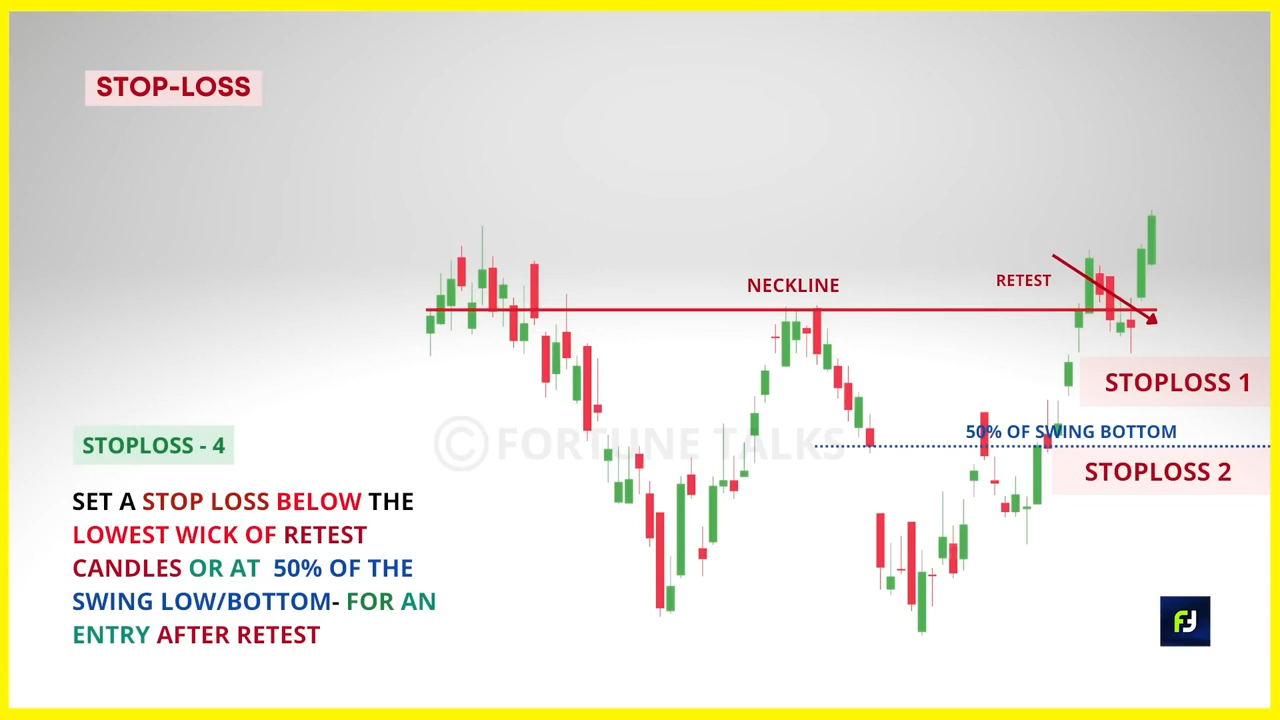 STOP-LOSS
NECKLINE
RETEST
STOPLOSS 1
50% OF SWING BOTTOM
STOPLOSS 2
© FORTUNE TALKS
STOPLOSS - 4
SET A STOP LOSS BELOW THE
LOWEST WICK OF RETEST
CANDLES OR AT 50% OF THE
SWING LOW/BOTTOM- FOR AN
ENTRY AFTER RETEST